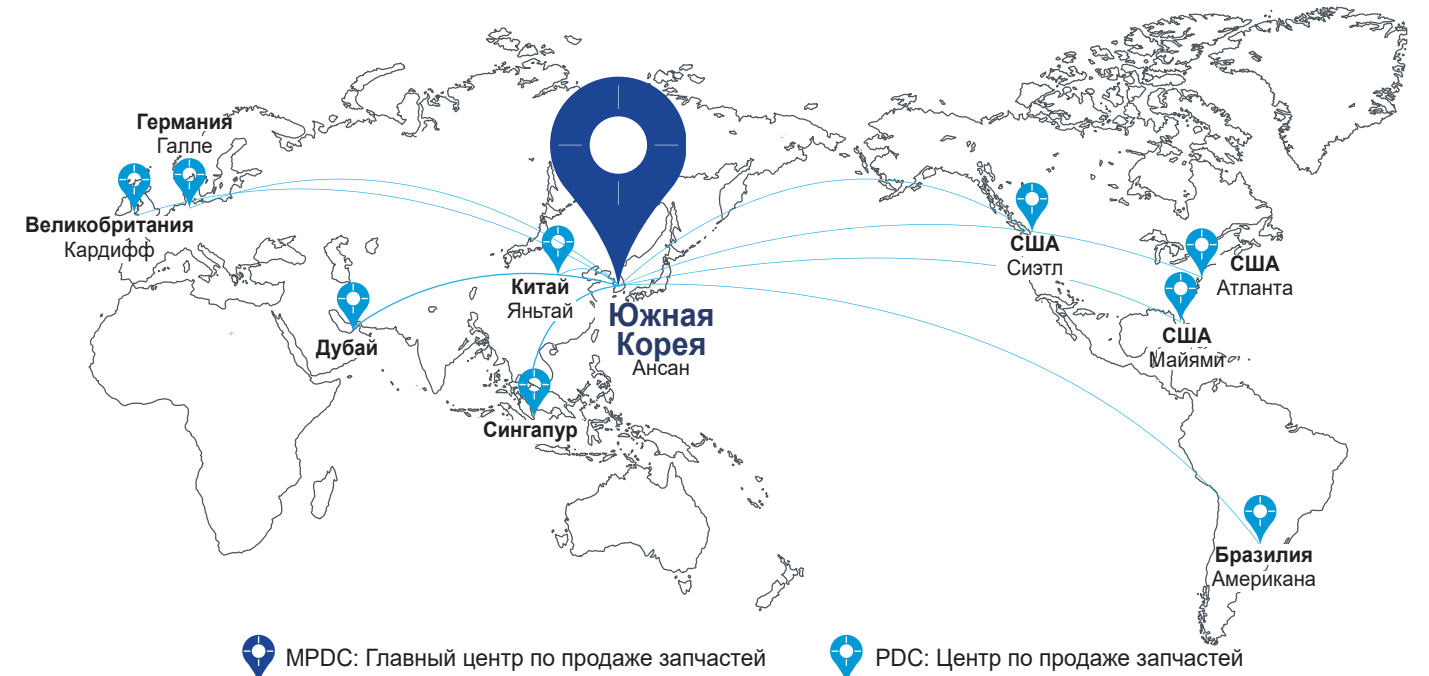 Германия
Галле
Великобритания
Кардифф
Дубай
Китай
Яньтай
Южная
Корея
Ансан
Сингапур
США
Сиэтл
США
Атланта
США
Майями
Бразилия
Американа
MPDC: Главный центр по продаже запчастей
PDC: Центр по продаже запчастей